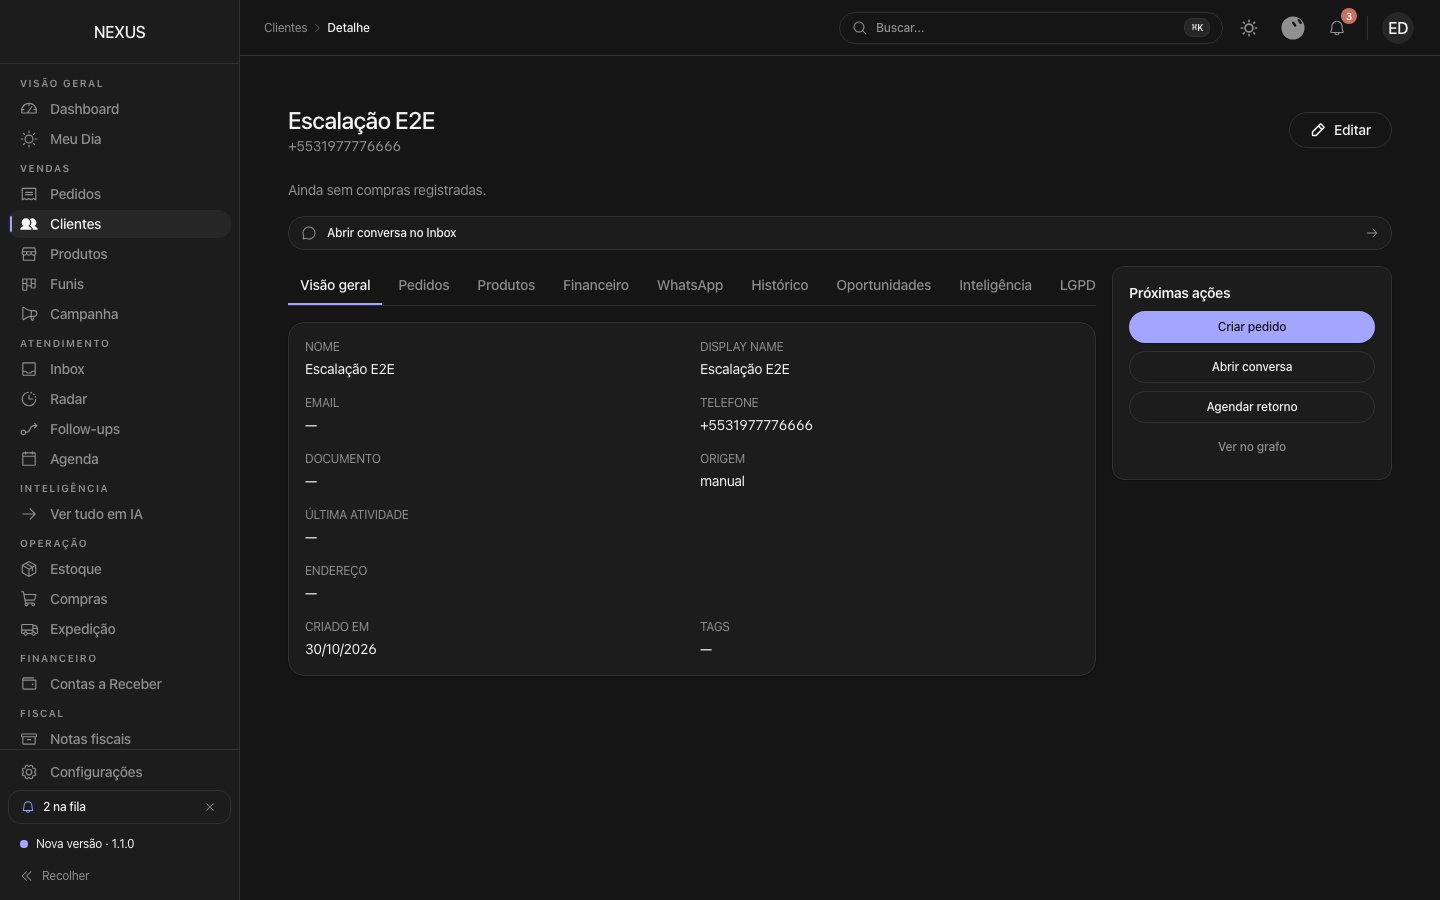 NEXUS
VISÃO GERAL
Dashboard
Meu Dia
VENDAS
Pedidos
Clientes
Produtos
Funis
Campanha
ATENDIMENTO
Inbox
Radar
Follow-ups
Agenda
INTELIGÊNCIA
Ver tudo em IA
OPERAÇÃO
Estoque
Compras
Expedição
FINANCEIRO
Contas a Receber
FISCAL
Notas fiscais
Configurações
2 na fila
Nova versão · 1.1.0
Recolher
Clientes > Detalhe
Buscar... ⌘K
3
ED
Escalação E2E
+5531977776666
Editar
Ainda sem compras registradas.
Abrir conversa no Inbox
Visão geral Pedidos Produtos Financeiro WhatsApp Histórico Oportunidades Inteligência LGPD
NOME
Escalação E2E
DISPLAY NAME
Escalação E2E
EMAIL
—
TELEFONE
+5531977776666
DOCUMENTO
—
ORIGEM
manual
ÚLTIMA ATIVIDADE
—
ENDEREÇO
—
CRIADO EM
30/10/2026
TAGS
—
Próximas ações
Criar pedido
Abrir conversa
Agendar retorno
Ver no grafo